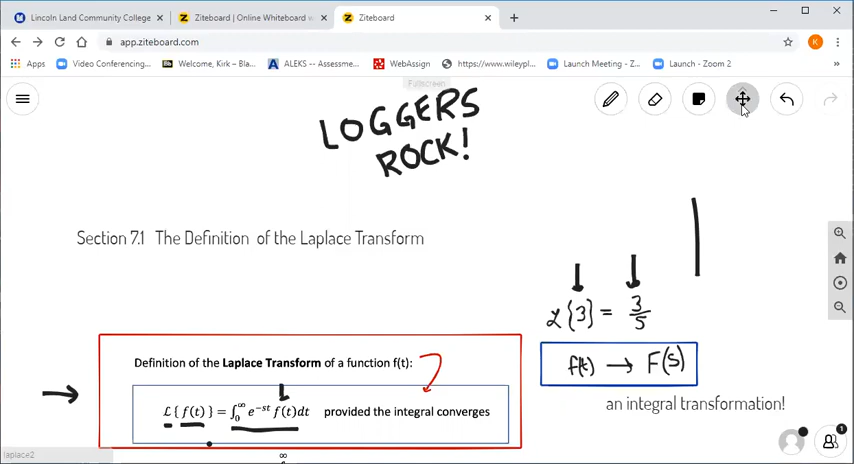 Lincoln Land Community College
Ziteboard | Online Whiteboard w
Ziteboard
app.ziteboard.com
K
Apps
Video Conferencing...
Welcome, Kirk – Bla...
ALEKS -- Assessme...
WebAssign
https://www.wileypl...
Launch Meeting - Z...
Launch - Zoom 2
»
Fullscreen
LOGGERS
ROCK!
Section 7.1 The Definition of the Laplace Transform
ℒ{3} = 3/s
Definition of the Laplace Transform of a function f(t):
f(t) → F(s)
ℒ { f(t) } = ∫₀^∞ e^−st f(t)dt provided the integral converges
an integral transformation!
1
∞
laplace2